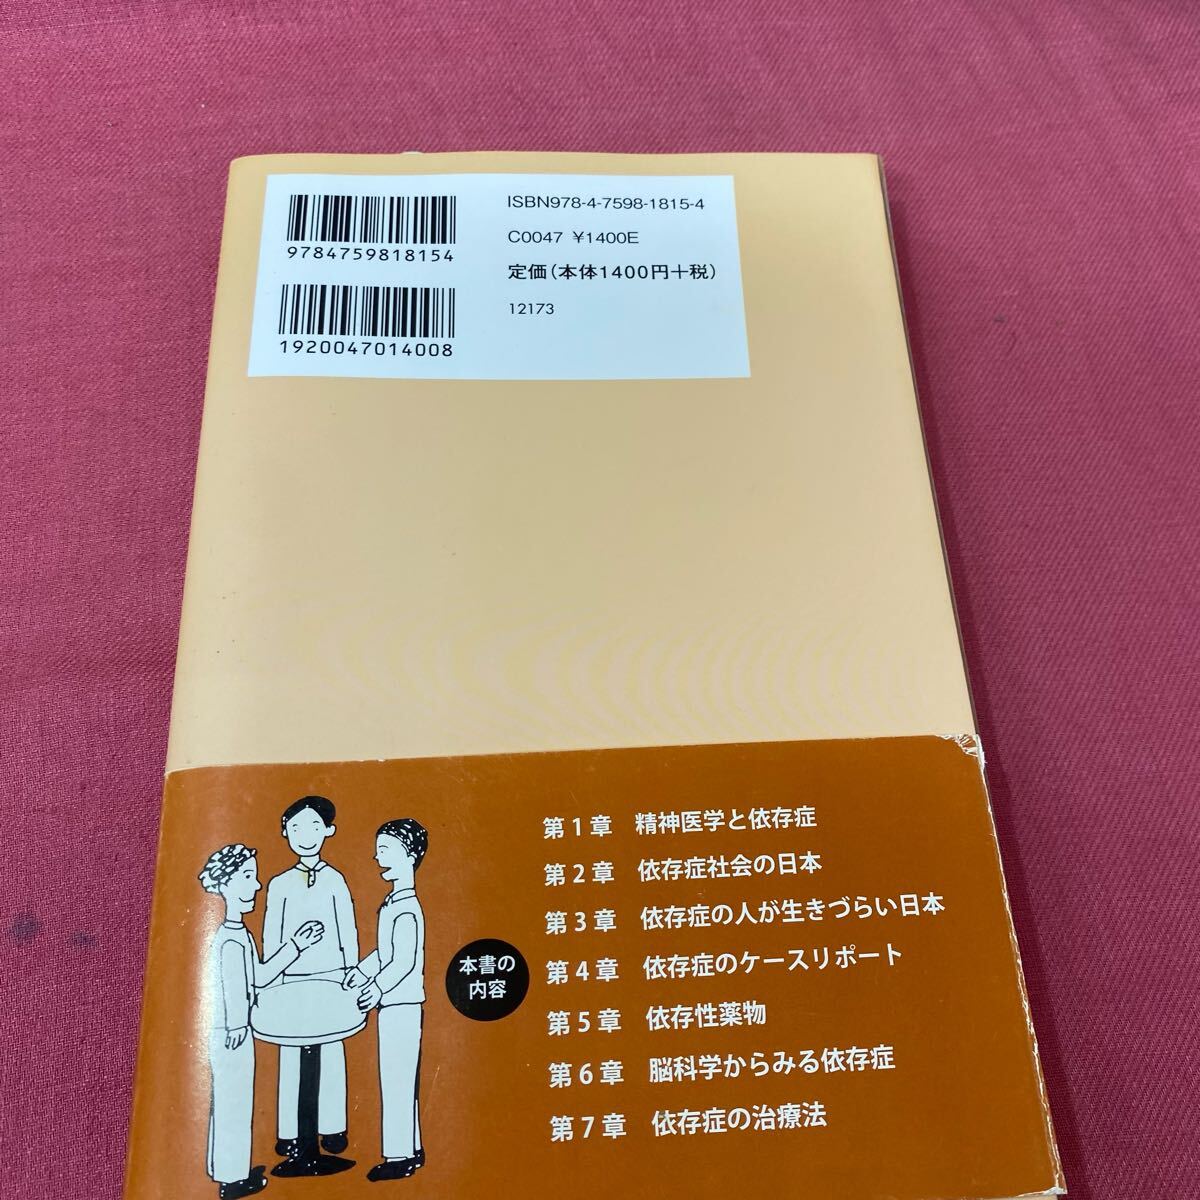 9784759818154
1920047014008
ISBN978-4-7598-1815-4
C0047 ¥1400E
定価(本体1400円+税)
12173
本書の
内容
第1章 精神医学と依存症
第2章 依存症社会の日本
第3章 依存症の人が生きづらい日本
第4章 依存症のケースリポート
第5章 依存性薬物
第6章 脳科学からみる依存症
第7章 依存症の治療法